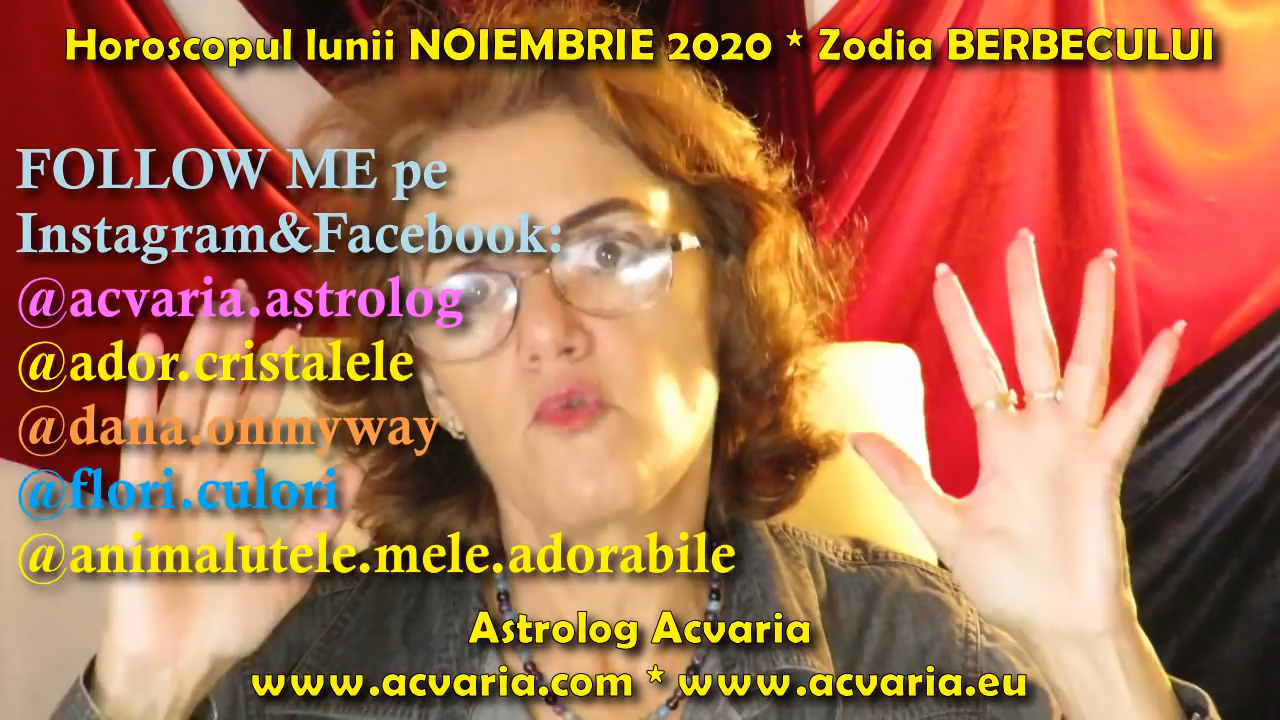 Horoscopul lunii NOIEMBRIE 2020 * Zodia BERBECULUI
FOLLOW ME pe
Instagram&Facebook:
@acvaria.astrolog
@ador.cristalele
@dana.onmyway
@flori.culori
@animalutele.mele.adorabile
Astrolog Acvaria
www.acvaria.com * www.acvaria.eu